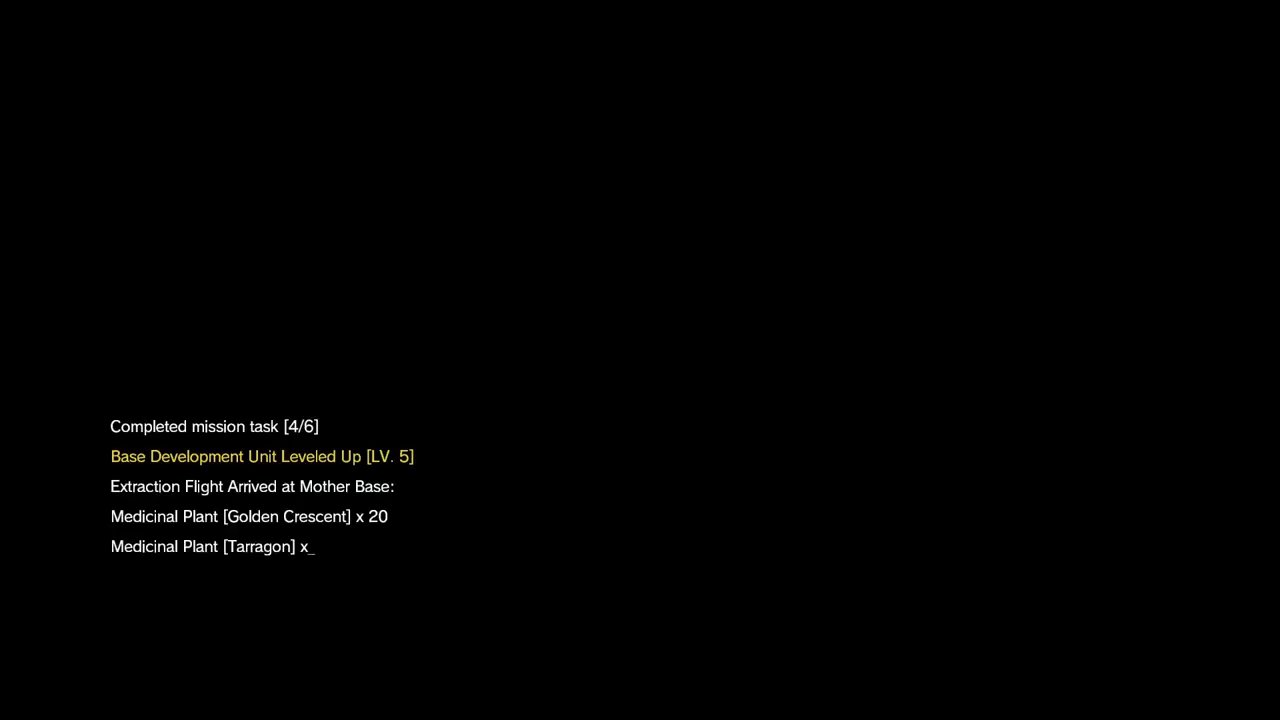 Completed mission task [4/6]
Base Development Unit Leveled Up [LV. 5]
Extraction Flight Arrived at Mother Base:
Medicinal Plant [Golden Crescent] x 20
Medicinal Plant [Tarragon] x_